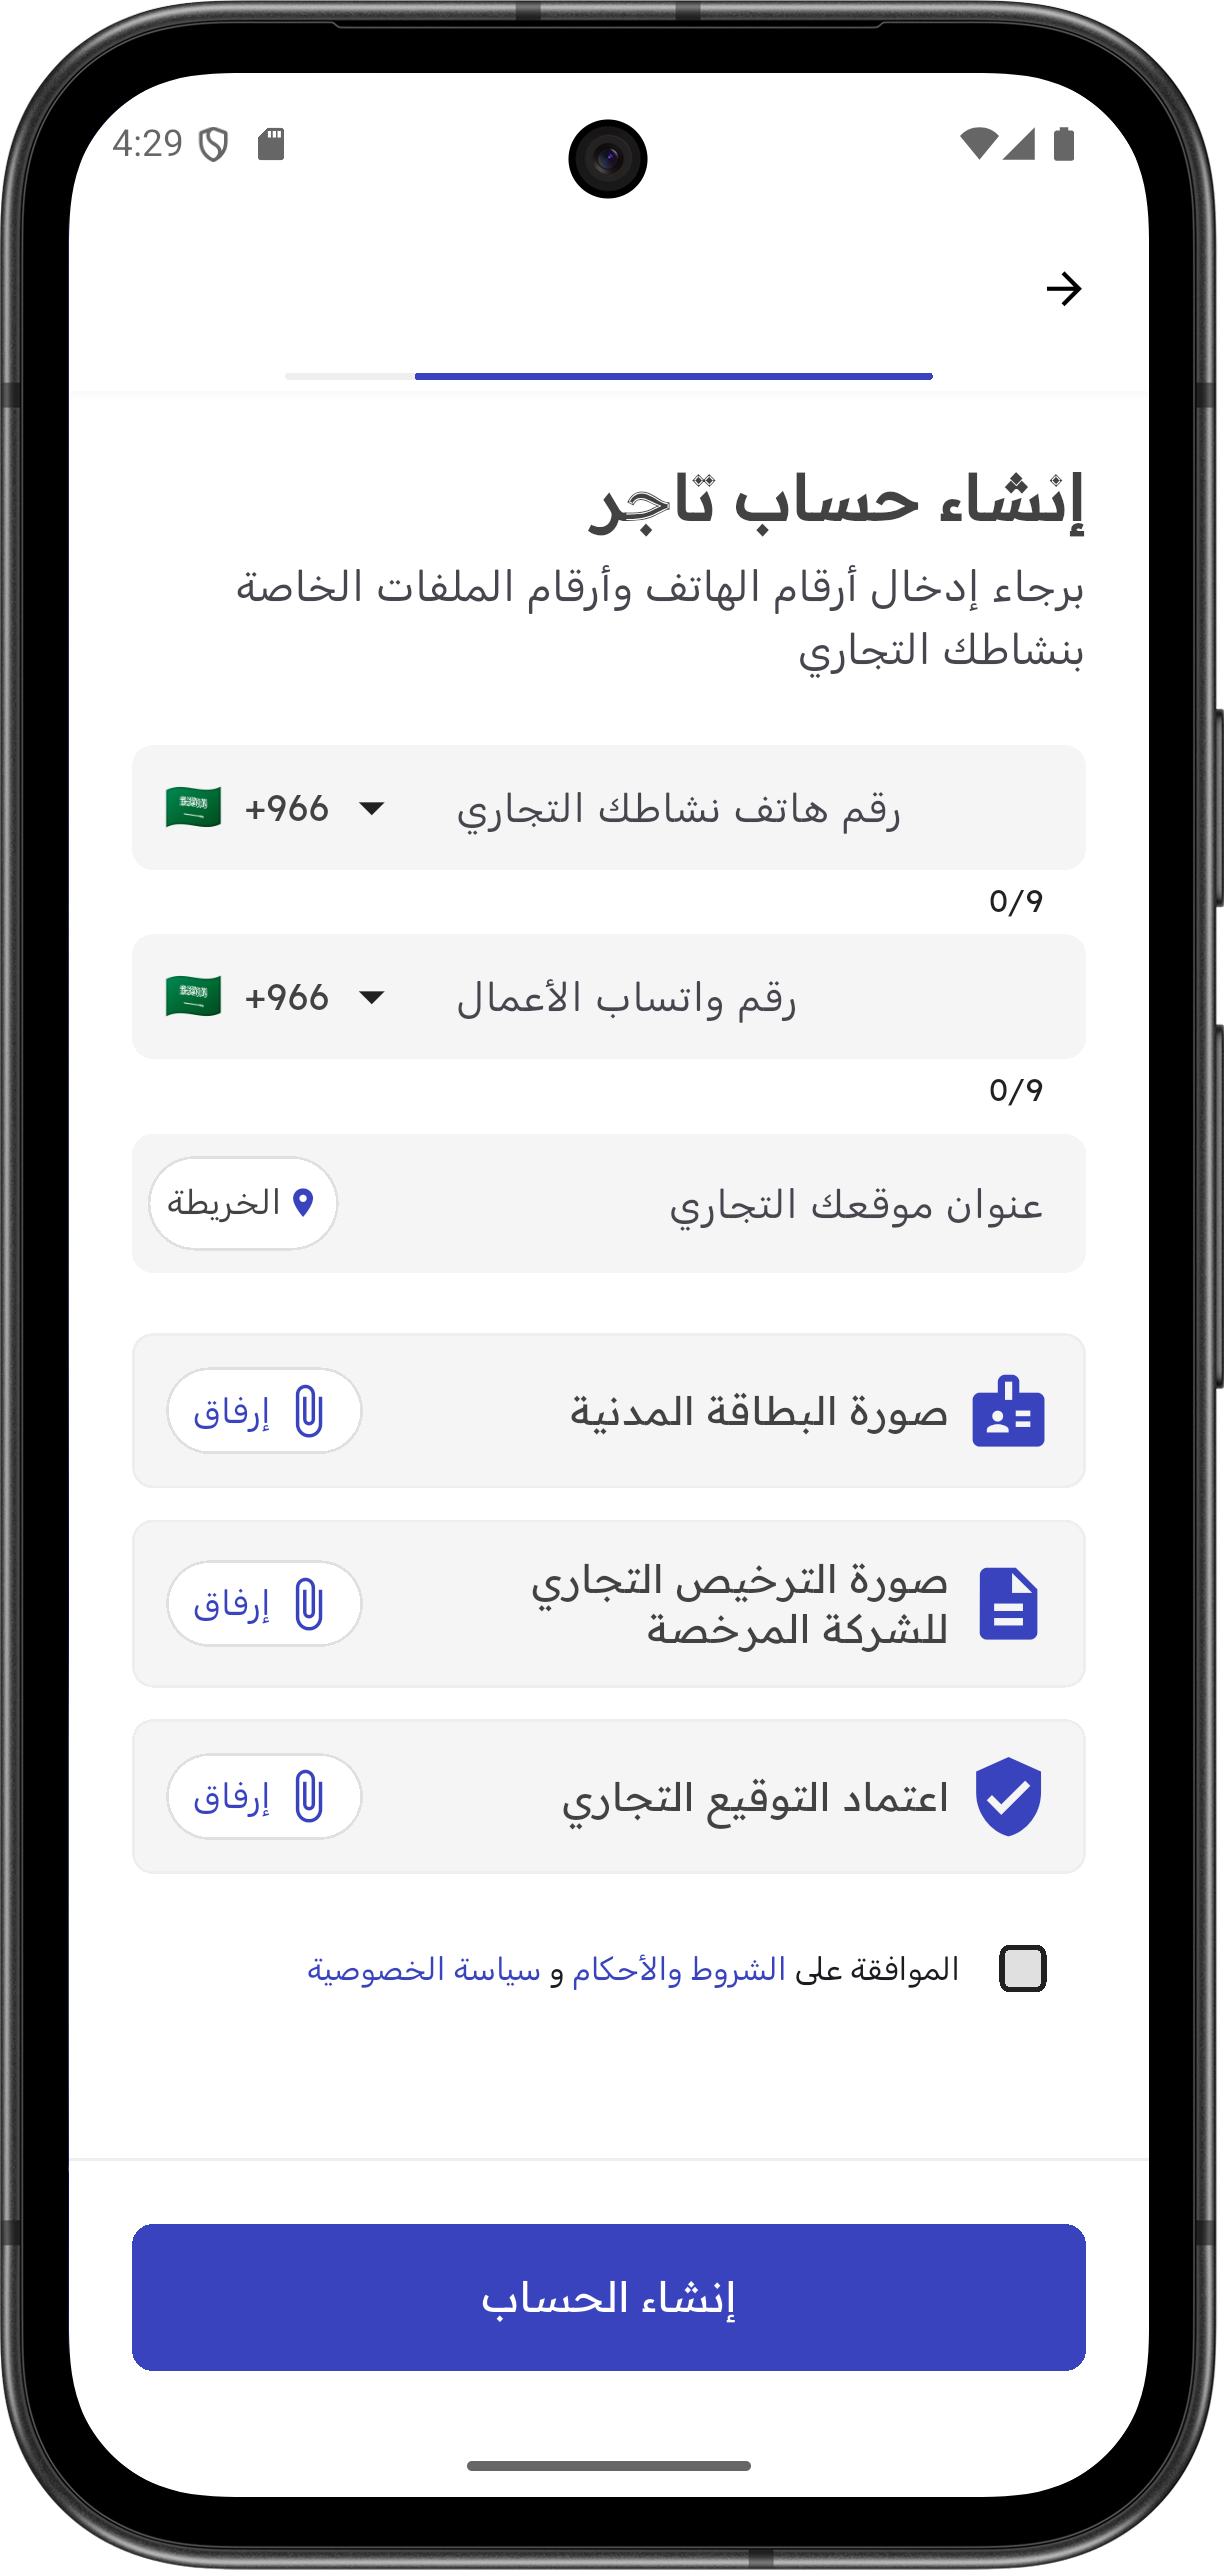 4:29
إنشاء حساب تاجر
برجاء إدخال أرقام الهاتف وأرقام الملفات الخاصة
بنشاطك التجاري
رقم هاتف نشاطك التجاري +966
0/9
رقم واتساب الأعمال +966
0/9
عنوان موقعك التجاري الخريطة
صورة البطاقة المدنية إرفاق
صورة الترخيص التجاري
للشركة المرخصة
إرفاق
اعتماد التوقيع التجاري إرفاق
الموافقة على الشروط والأحكام و سياسة الخصوصية
إنشاء الحساب